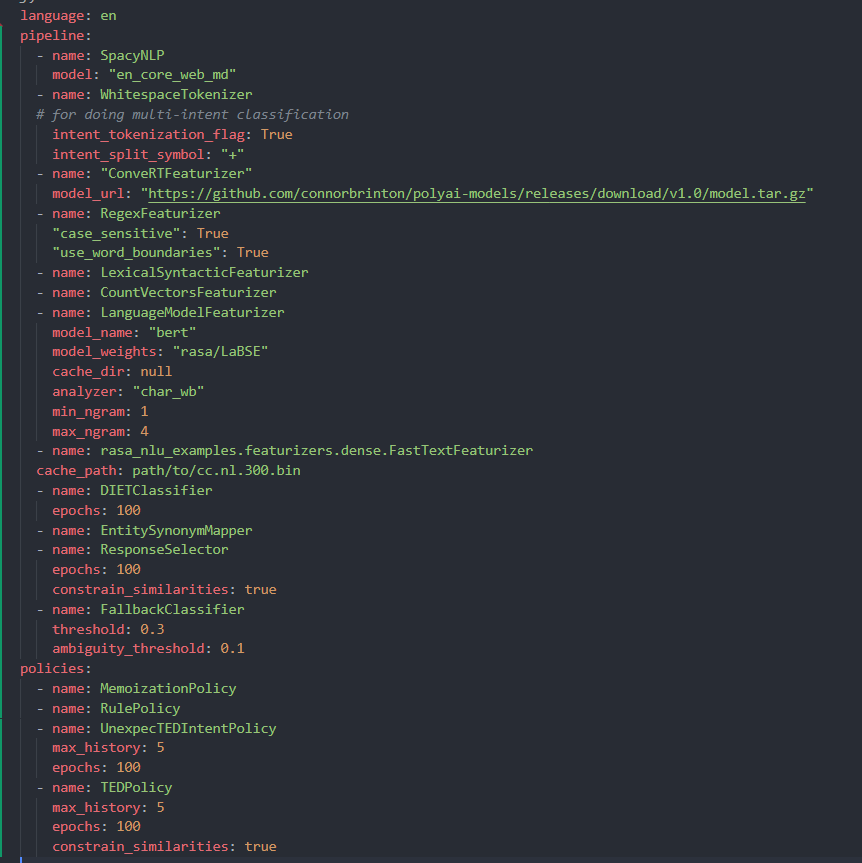 language: en
pipeline:
  - name: SpacyNLP
    model: "en_core_web_md"
  - name: WhitespaceTokenizer
  # for doing multi-intent classification
    intent_tokenization_flag: True
    intent_split_symbol: "+"
  - name: "ConveRTFeaturizer"
    model_url: "https://github.com/connorbrinton/polyai-models/releases/download/v1.0/model.tar.gz"
  - name: RegexFeaturizer
    "case_sensitive": True
    "use_word_boundaries": True
  - name: LexicalSyntacticFeaturizer
  - name: CountVectorsFeaturizer
  - name: LanguageModelFeaturizer
    model_name: "bert"
    model_weights: "rasa/LaBSE"
    cache_dir: null
    analyzer: "char_wb"
    min_ngram: 1
    max_ngram: 4
  - name: rasa_nlu_examples.featurizers.dense.FastTextFeaturizer
  cache_path: path/to/cc.nl.300.bin
  - name: DIETClassifier
    epochs: 100
  - name: EntitySynonymMapper
  - name: ResponseSelector
    epochs: 100
    constrain_similarities: true
  - name: FallbackClassifier
    threshold: 0.3
    ambiguity_threshold: 0.1
policies:
  - name: MemoizationPolicy
  - name: RulePolicy
  - name: UnexpecTEDIntentPolicy
    max_history: 5
    epochs: 100
  - name: TEDPolicy
    max_history: 5
    epochs: 100
    constrain_similarities: true